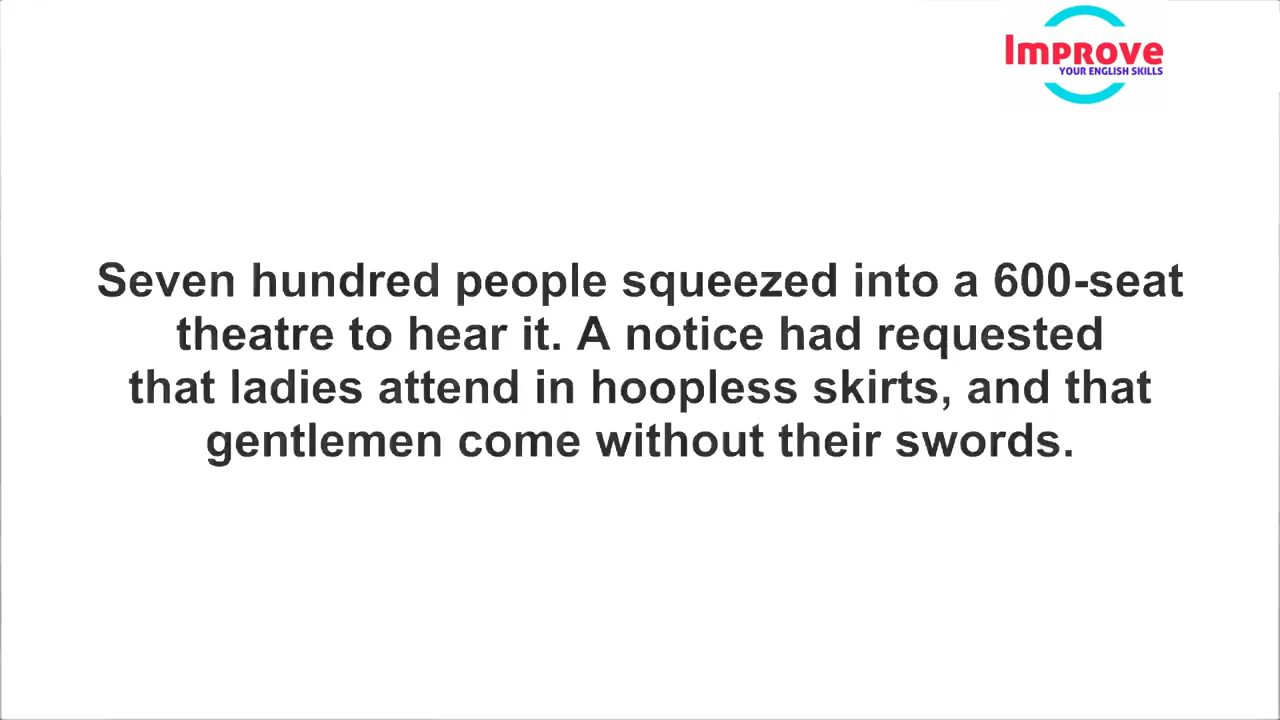 Improve
YOUR ENGLISH SKILLS
Seven hundred people squeezed into a 600-seat
theatre to hear it. A notice had requested
that ladies attend in hoopless skirts, and that
gentlemen come without their swords.